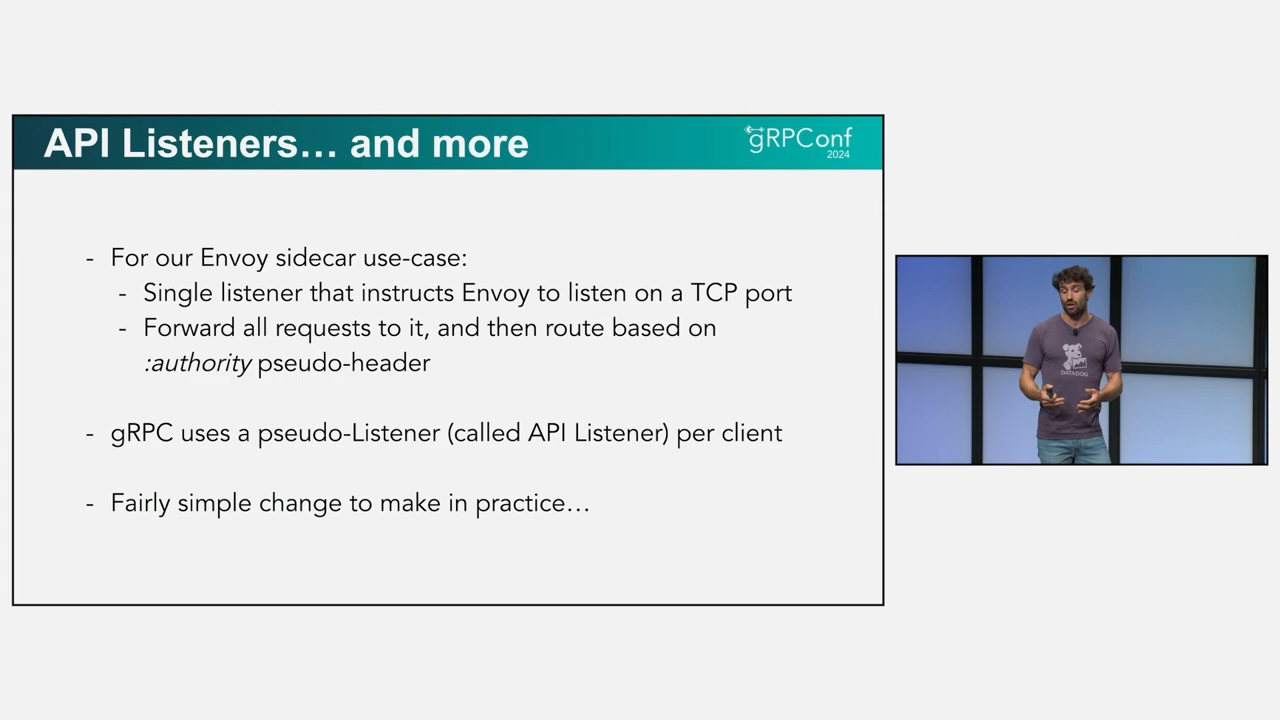 API Listeners… and more
gRPConf
2024
- For our Envoy sidecar use-case:
- Single listener that instructs Envoy to listen on a TCP port
- Forward all requests to it, and then route based on
:authority pseudo-header
- gRPC uses a pseudo-Listener (called API Listener) per client
- Fairly simple change to make in practice…
DATADOG